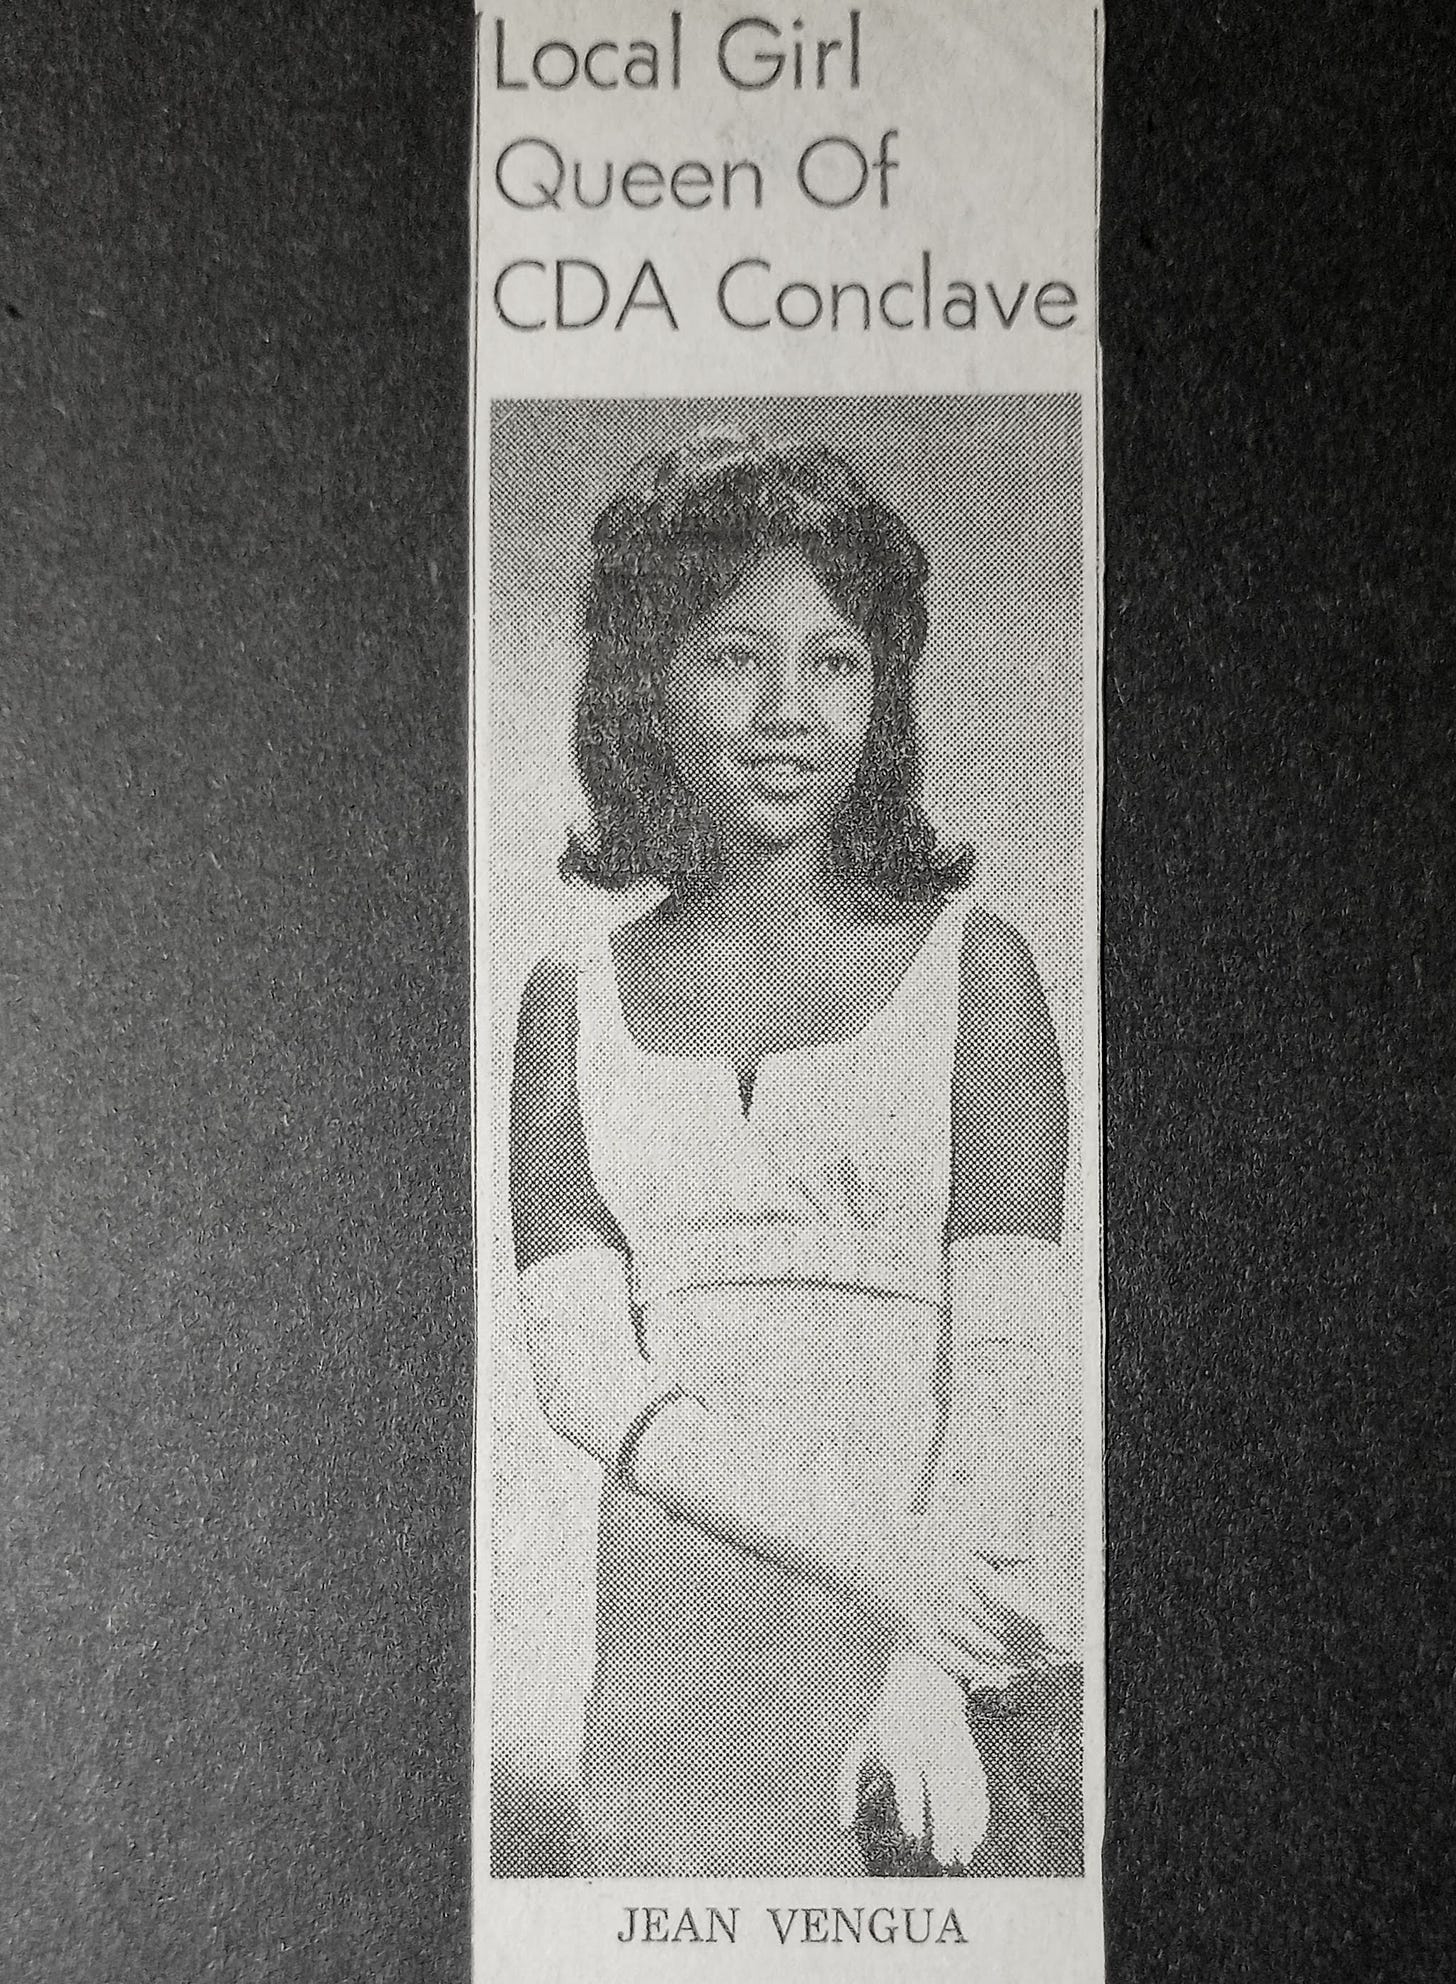 Local Girl
Queen Of
CDA Conclave
JEAN VENGUA